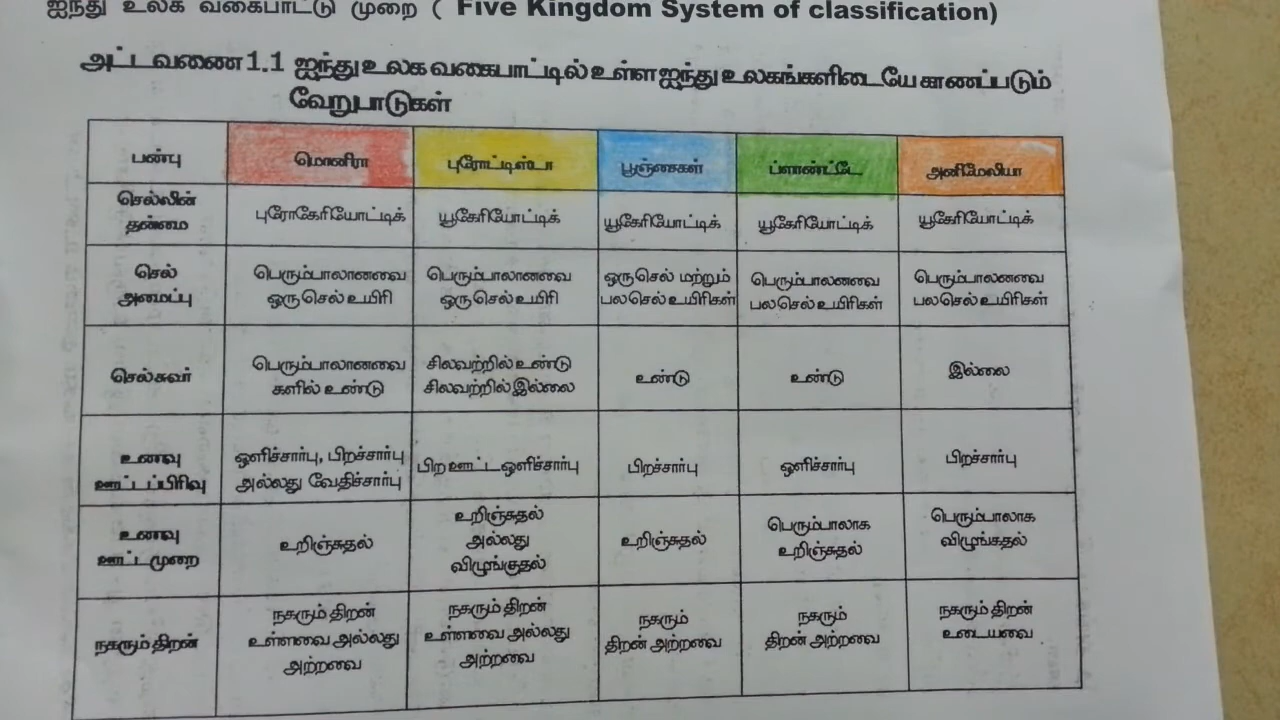 ஐந்து உலக வகைபாட்டு முறை ( Five Kingdom System of classification)
அட்டவணை 1.1 ஐந்து உலக வகைபாட்டில் உள்ள ஐந்து உலகங்களிடையே காணப்படும்
வேறுபாடுகள்
பண்பு மொனிரா புரோட்டிஸ்டா பூஞ்சைகள் ப்ளாண்ட்டே அனிமேலியா
செல்லின்
தன்மை
புரோகேரியோட்டிக் யூகேரியோட்டிக் யூகேரியோட்டிக் யூகேரியோட்டிக் யூகேரியோட்டிக்
செல்
அமைப்பு
பெரும்பாலானவை
ஒருசெல் உயிரி
பெரும்பாலானவை
ஒருசெல் உயிரி
ஒருசெல் மற்றும்
பலசெல் உயிரிகள்
பெரும்பாலனவை
பலசெல் உயிரிகள்
பெரும்பாலனவை
பலசெல் உயிரிகள்
செல்சுவர்
பெரும்பாலானவை
களில் உண்டு
சிலவற்றில் உண்டு
சிலவற்றில் இல்லை
உண்டு
உண்டு
இல்லை
உணவு
ஊட்டப்பிரிவு
ஒளிச்சார்பு, பிறச்சார்பு
அல்லது வேதிச்சார்பு
பிற ஊட்ட ஒளிச்சார்பு
பிறச்சார்பு
ஒளிச்சார்பு
பிறச்சார்பு
உணவு
ஊட்டமுறை
உறிஞ்சுதல்
உறிஞ்சுதல்
அல்லது
விழுங்குதல்
உறிஞ்சுதல்
பெரும்பாலாக
உறிஞ்சுதல்
பெரும்பாலாக
விழுங்கதல்
நகரும் திறன்
நகரும் திறன்
உள்ளவை அல்லது
அற்றவை
நகரும் திறன்
உள்ளவை அல்லது
அற்றவை
நகரும்
திறன் அற்றவை
நகரும்
திறன் அற்றவை
நகரும் திறன்
உடையவை